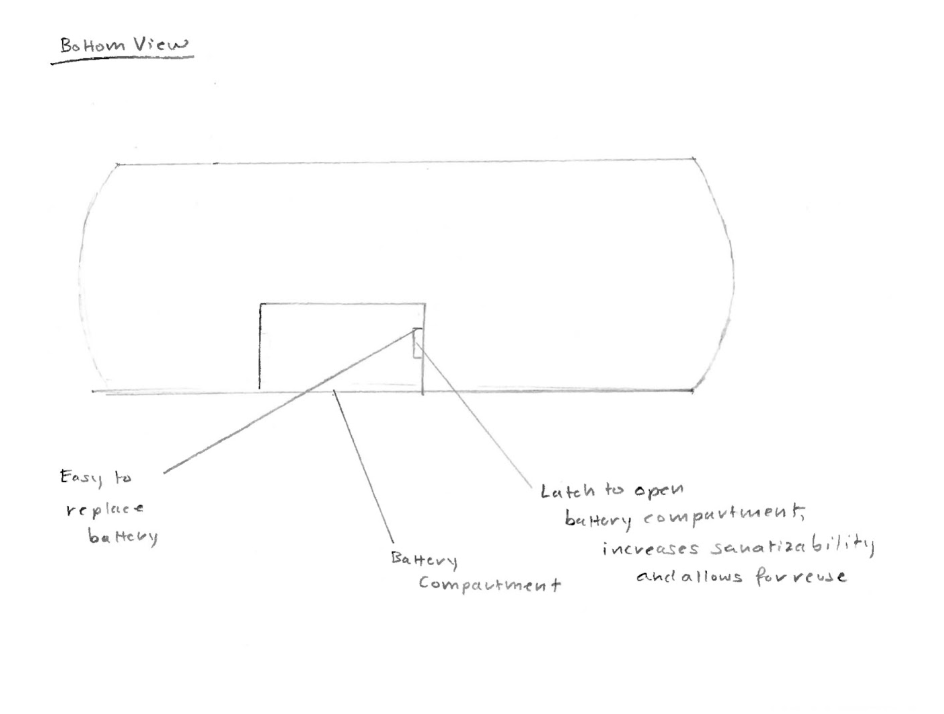 Bottom View
Easy to
replace
battery
Battery
Compartment
Latch to open
battery compartment,
increases sanatizability
and allows for reuse